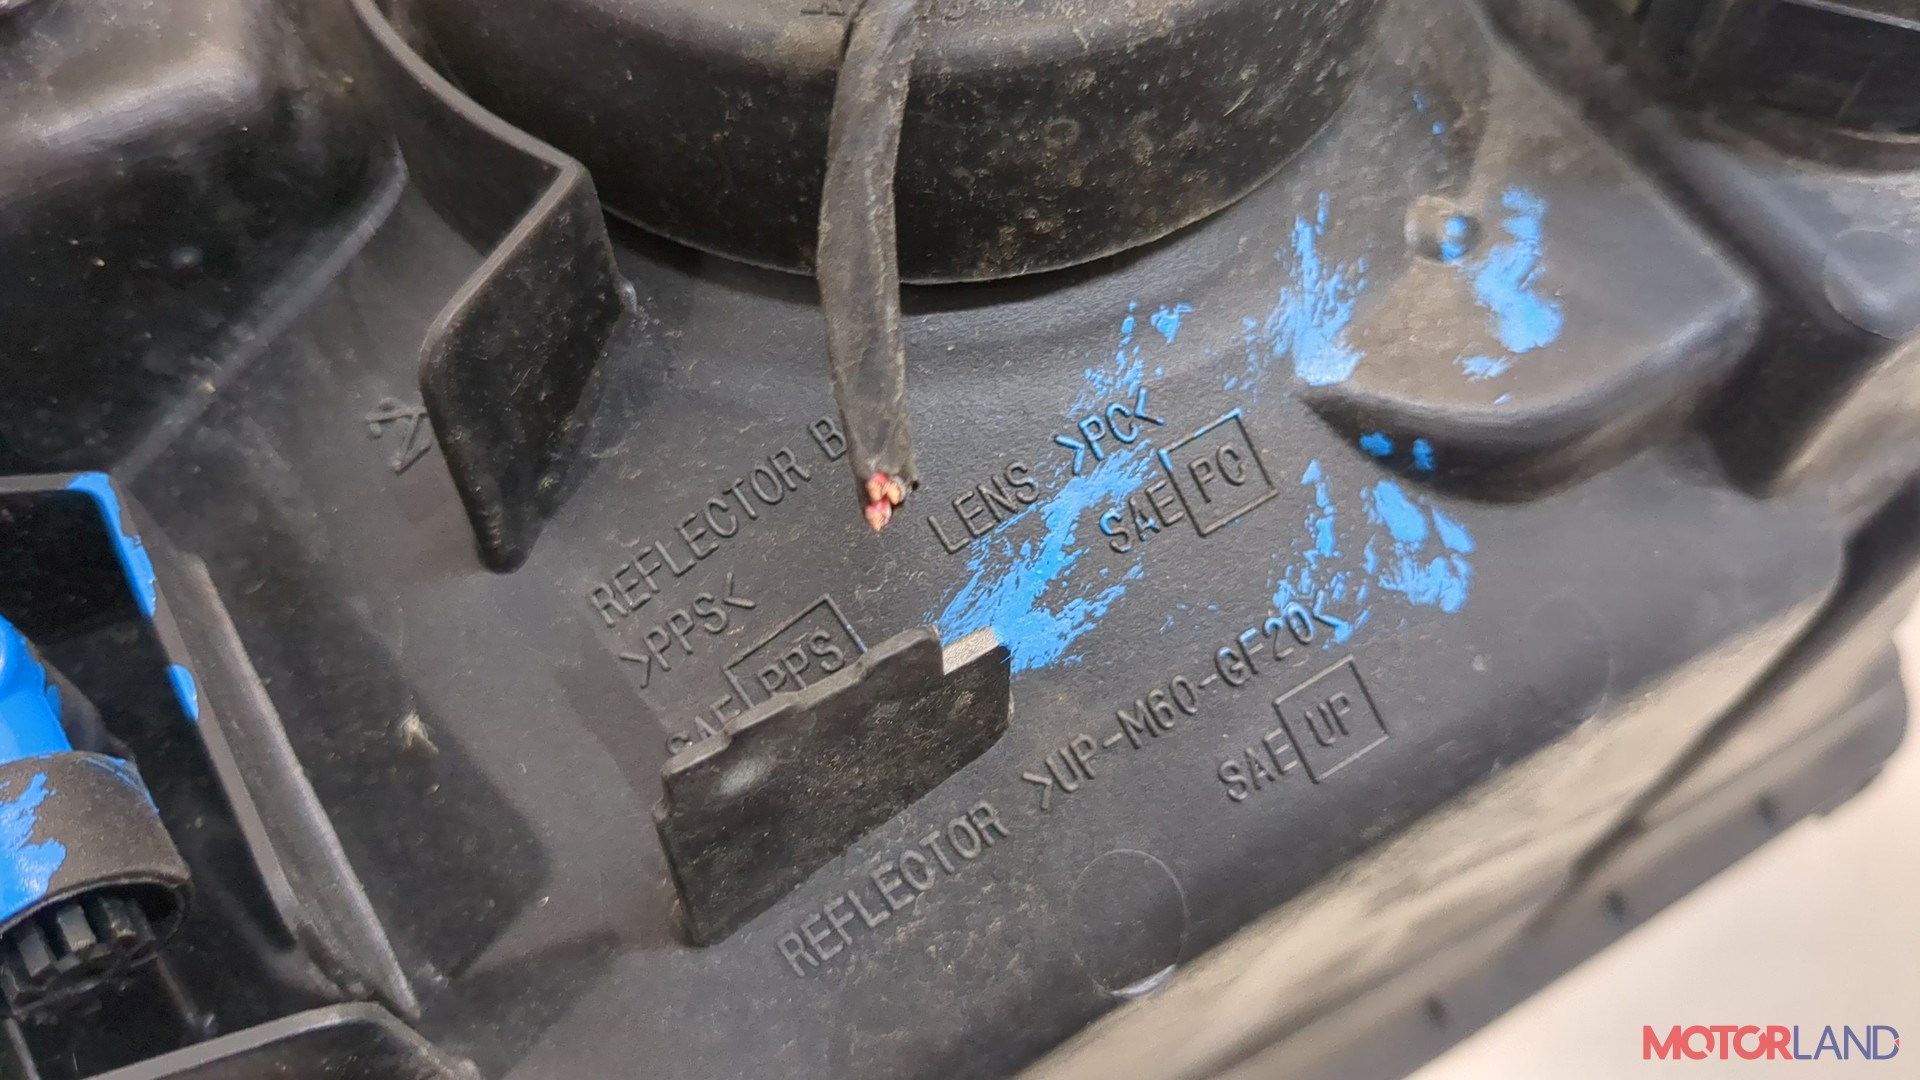 REFLECTOR B
>PPS<
SAE PPS
LENS >PC<
SAE PC
REFLECTOR >UP-M60-GF20<
SAE UP
MOTORLAND